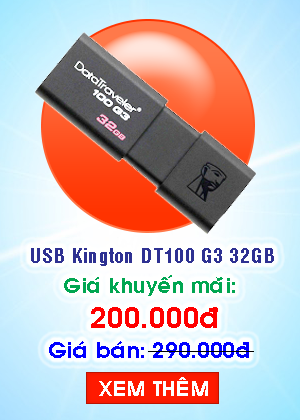 DataTraveler
100 G3
32GB
USB Kington DT100 G3 32GB
Giá khuyến mãi:
200.000đ
Giá bán: 290.000đ
XEM THÊM